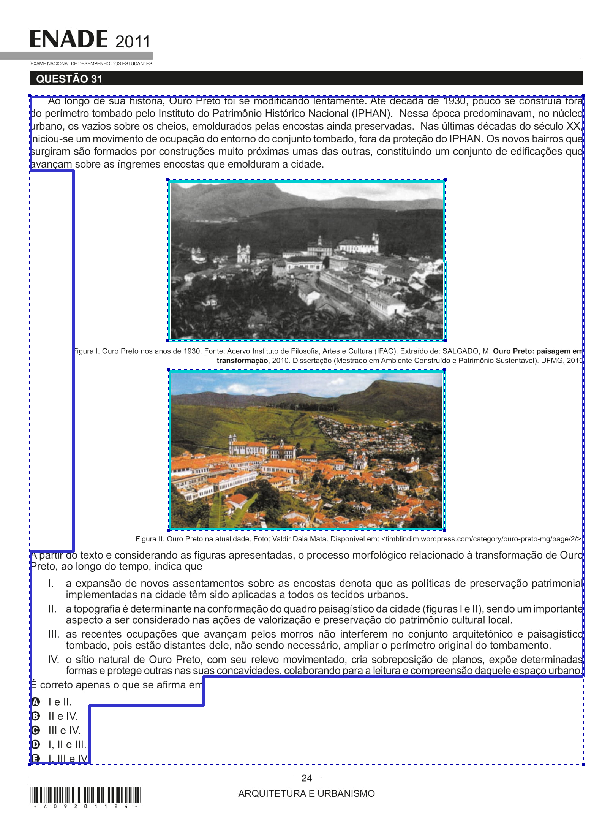 ENADE 2011
EXAME NACIONAL DE DESEMPENHO DOS ESTUDANTES
QUESTÃO 31
Ao longo de sua história, Ouro Preto foi se modificando lentamente. Até década de 1930, pouco se construía fora
do perímetro tombado pelo Instituto do Patrimônio Histórico Nacional (IPHAN). Nessa época predominavam, no núcleo
urbano, os vazios sobre os cheios, emoldurados pelas encostas ainda preservadas. Nas últimas décadas do século XX,
iniciou-se um movimento de ocupação do entorno do conjunto tombado, fora da proteção do IPHAN. Os novos bairros que
surgiram são formados por construções muito próximas umas das outras, constituindo um conjunto de edificações que
avançam sobre as íngremes encostas que emolduram a cidade.
Figura I. Ouro Preto nos anos de 1930. Fonte: Acervo Instituto de Filosofia, Artes e Cultura (IFAC). Extraído de: SALGADO, M. Ouro Preto: paisagem em
transformação, 2010. Dissertação (Mestrado em Ambiente Construído e Patrimônio Sustentável). UFMG, 2010
Figura II. Ouro Preto na atualidade. Foto: Valdir Dala Marta. Disponível em: <timblindim.wordpress.com/category/ouro-preto-mg/page/2/>.
A partir do texto e considerando as figuras apresentadas, o processo morfológico relacionado à transformação de Ouro
Preto, ao longo do tempo, indica que
I. a expansão de novos assentamentos sobre as encostas denota que as políticas de preservação patrimonial
implementadas na cidade têm sido aplicadas a todos os tecidos urbanos.
II. a topografia é determinante na conformação do quadro paisagístico da cidade (figuras I e II), sendo um importante
aspecto a ser considerado nas ações de valorização e preservação do patrimônio cultural local.
III. as recentes ocupações que avançam pelos morros não interferem no conjunto arquitetônico e paisagístico
tombado, pois estão distantes dele, não sendo necessário, ampliar o perímetro original do tombamento.
IV. o sítio natural de Ouro Preto, com seu relevo movimentado, cria sobreposição de planos, expõe determinadas
formas e protege outras nas suas concavidades, colaborando para a leitura e compreensão daquele espaço urbano.
É correto apenas o que se afirma em
A I e II.
B II e IV.
C III e IV.
D I, II e III.
E I, III e IV
24
ARQUITETURA E URBANISMO